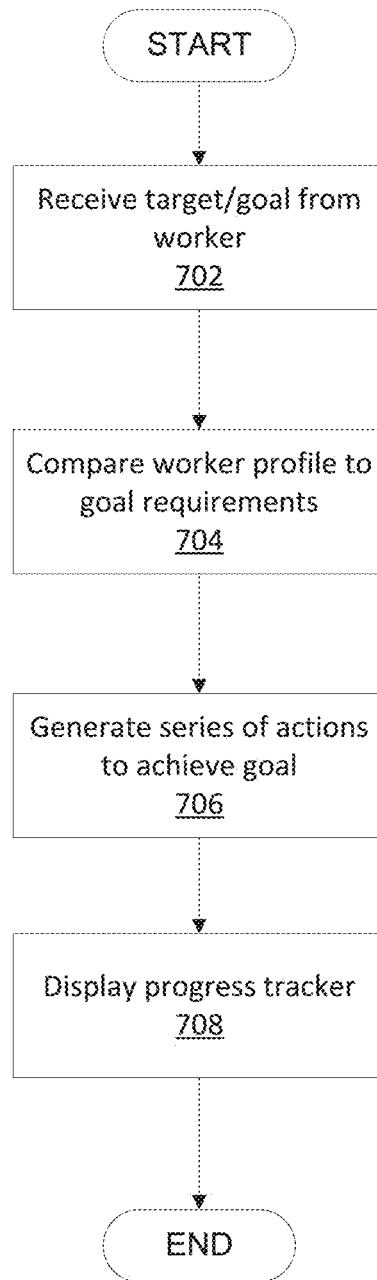 START
Receive target/goal from
worker
702
Compare worker profile to
goal requirements
704
Generate series of actions
to achieve goal
706
Display progress tracker
708
END